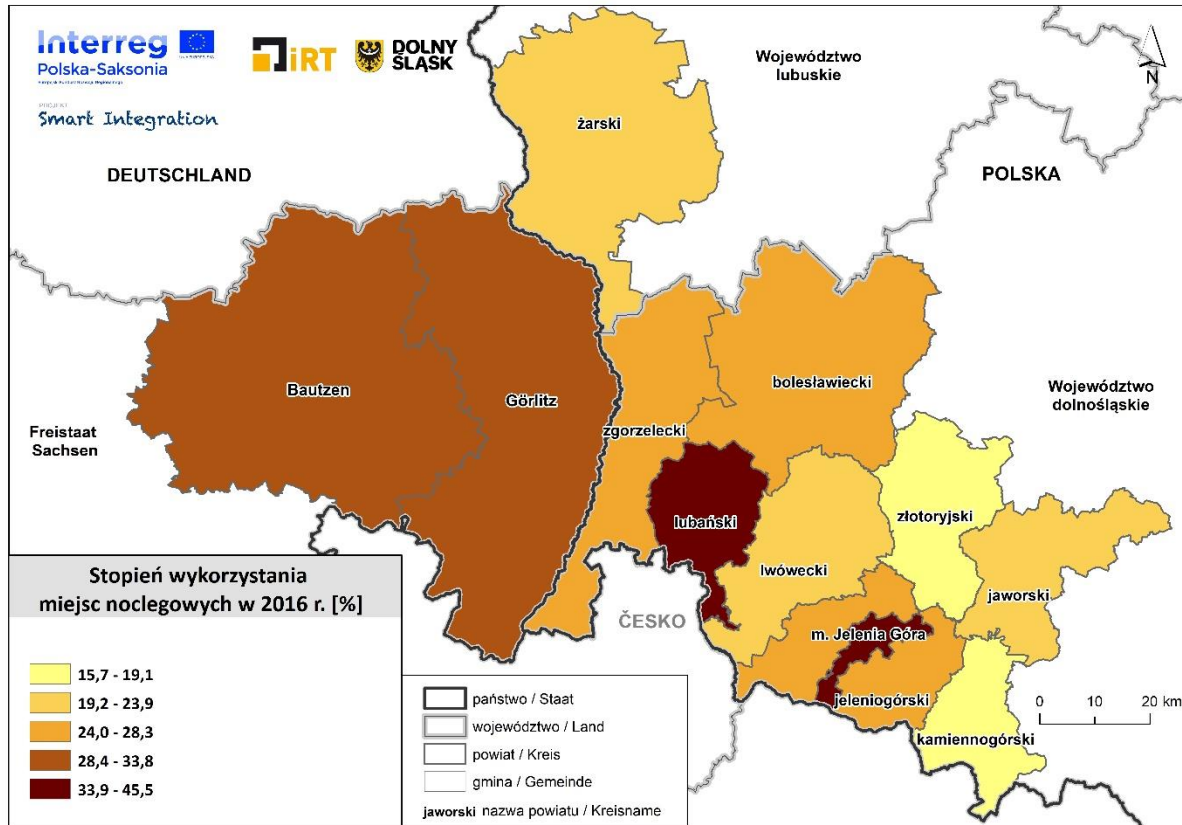 Interreg
Polska-Saksonia
PROJEKT
Smart Integration
iRT
DOLNY
ŚLĄSK
Województwo
lubuskie
N
żarski
DEUTSCHLAND
POLSKA
Bautzen
Görlitz
bolesławiecki
Województwo
dolnośląskie
zgorzelecki
Freistaat
Sachsen
lubański
złotoryjski
lwówecki
jaworski
ČESKO
m. Jelenia Góra
jeleniogórski
kamiennogórski
0 10 20 km
Stopień wykorzystania
miejsc noclegowych w 2016 r. [%]
15,7 - 19,1
19,2 - 23,9
24,0 - 28,3
28,4 - 33,8
33,9 - 45,5
państwo / Staat
województwo / Land
powiat / Kreis
gmina / Gemeinde
jaworski nazwa powiatu / Kreisname